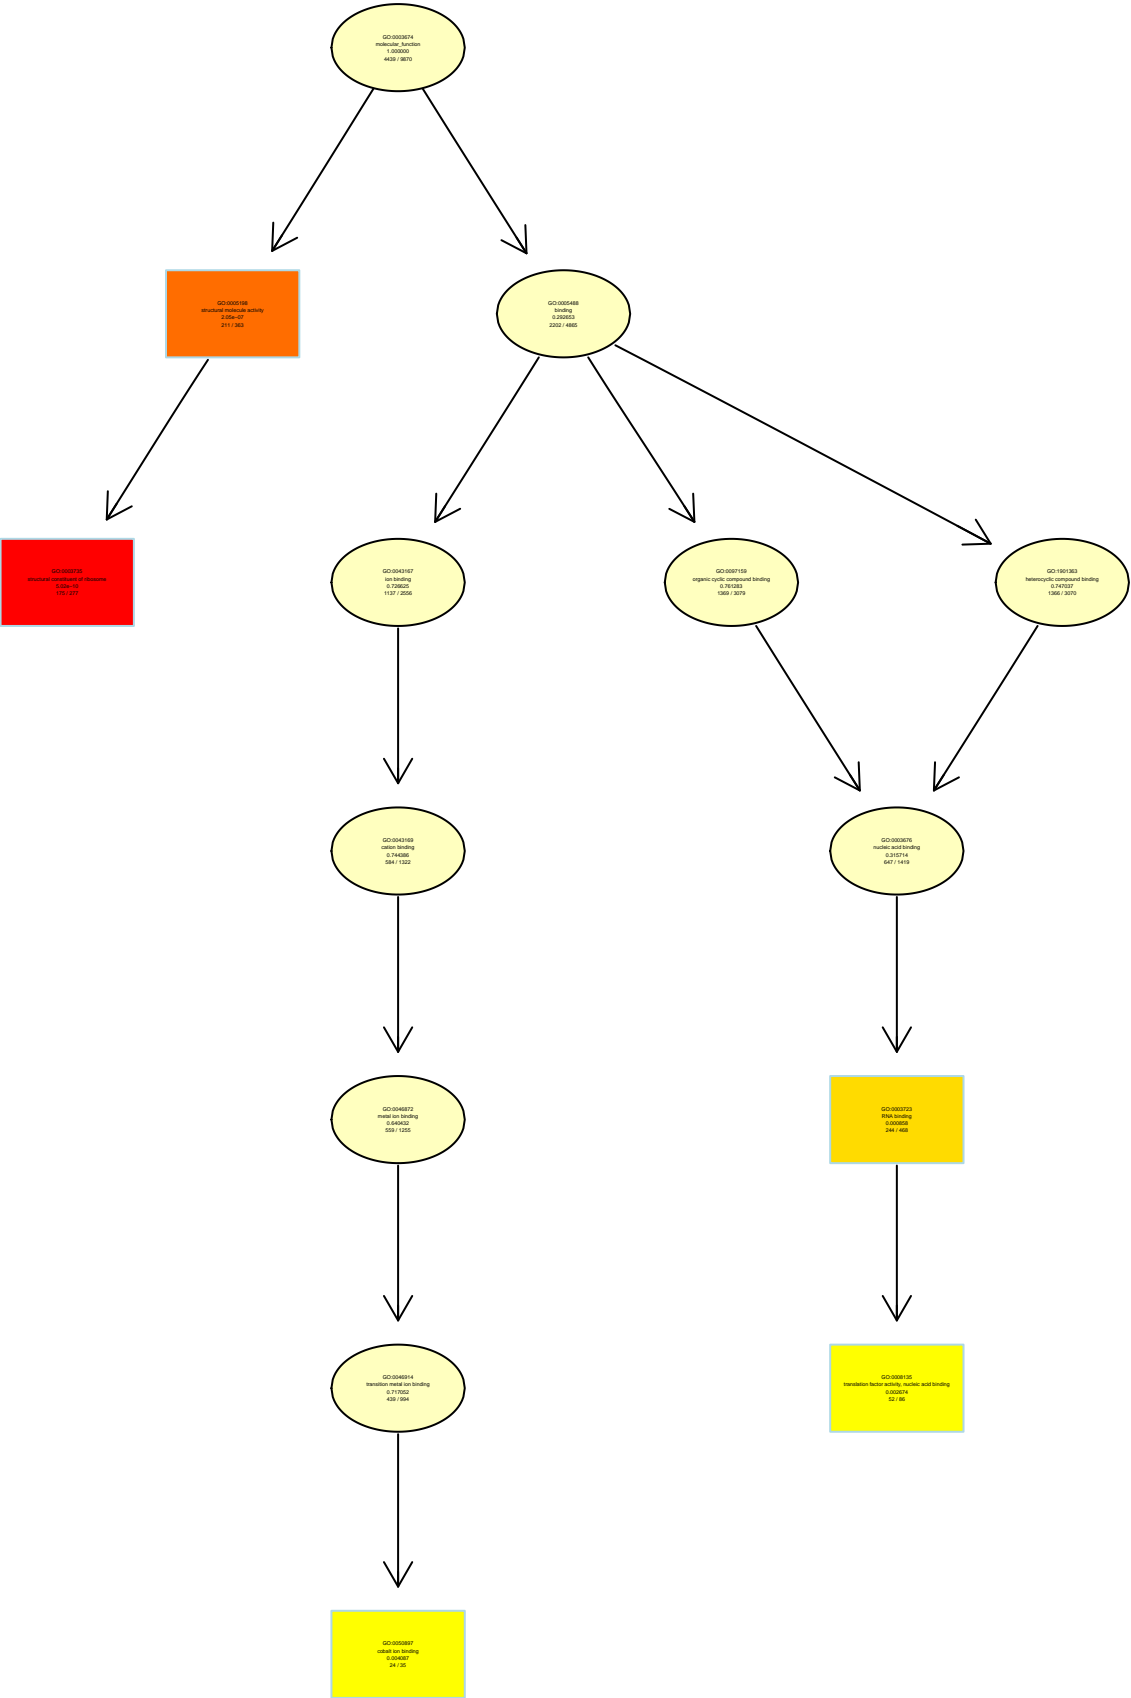 GO:0003674
molecular_function
1.000000
4439 / 9870
GO:0005198
structural molecule activity
2.05e-07
211 / 363
GO:0005488
binding
0.292653
2202 / 4865
structural constituent of ribosome
GO:0043167
ion binding
0.728625
1137 / 2556
GO:0097159
organic cyclic compound binding
0.761283
1369 / 3079
GO:1901363
heterocyclic compound binding
0.747037
1366 / 3070
GO:0043169
cation binding
0.744386
584 / 1322
GO:0003676
nucleic acid binding
0.315714
647 / 1419
GO:0046872
metal ion binding
0.640432
559 / 1255
GO:0003723
RNA binding
0.000858
244 / 468
GO:0046914
transition metal ion binding
0.717052
439 / 994
GO:0008135
translation factor activity, nucleic acid binding
0.002674
52 / 86
GO:0050897
cobalt ion binding
0.004087
24 / 35